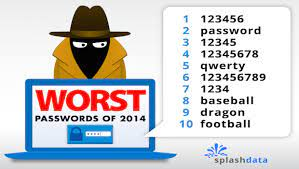 WORST
PASSWORDS OF 2014
1 123456
2 password
3 12345
4 12345678
5 qwerty
6 123456789
7 1234
8 baseball
9 dragon
10 football
splashdata